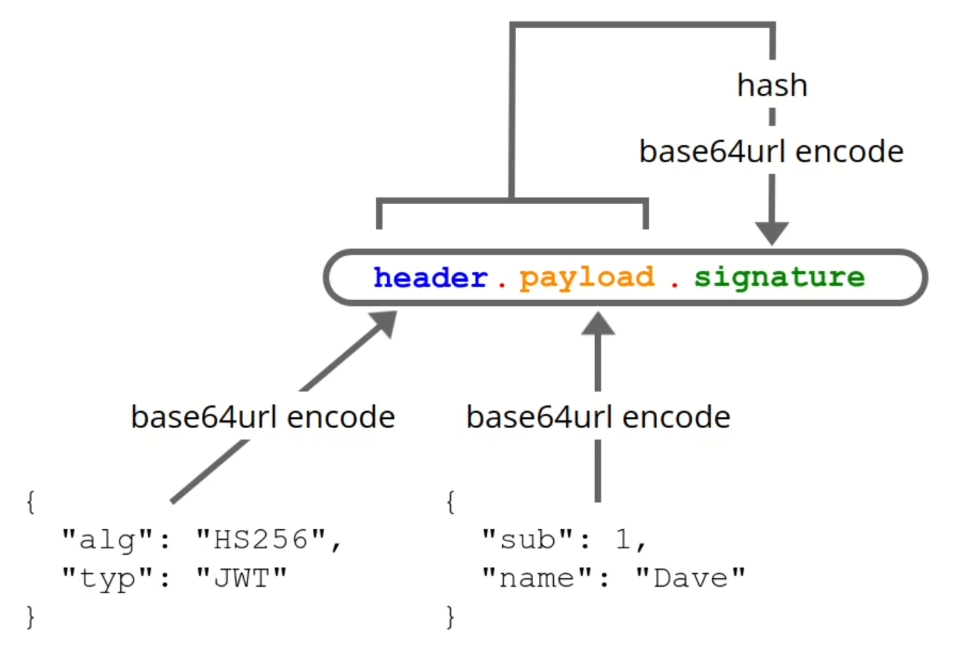 hash
base64url encode
header.payload.signature
base64url encode
base64url encode
{
"alg": "HS256",
"typ": "JWT"
}
{
"sub": 1,
"name": "Dave"
}